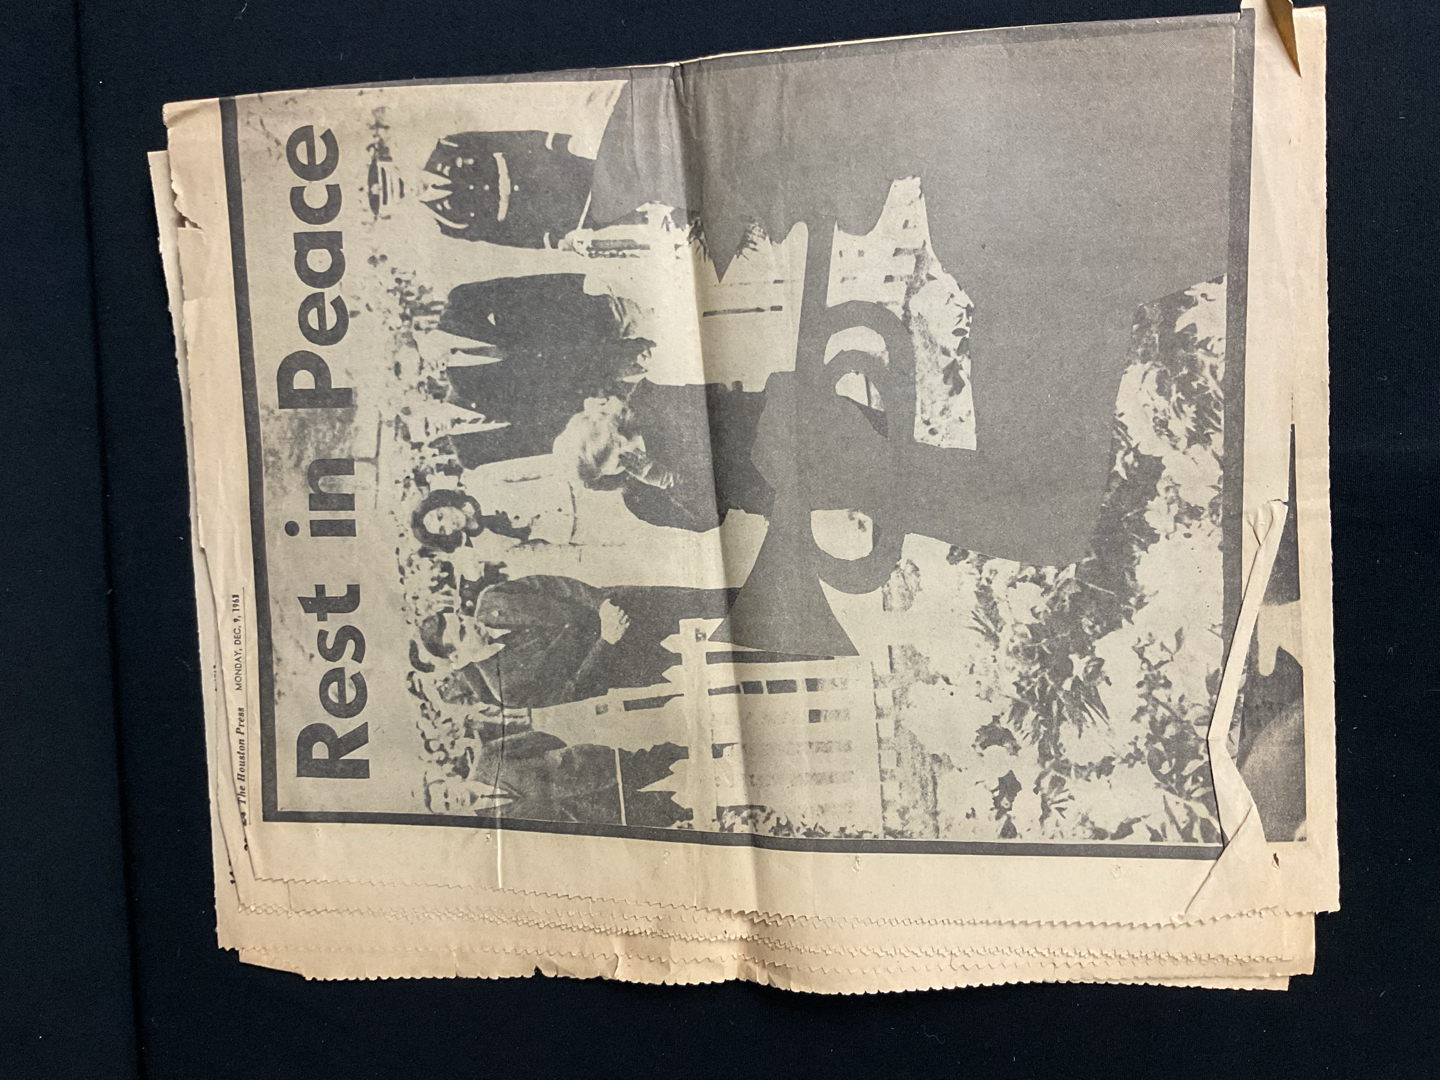 The Houston Press MONDAY, DEC. 9, 1963
Rest in Peace